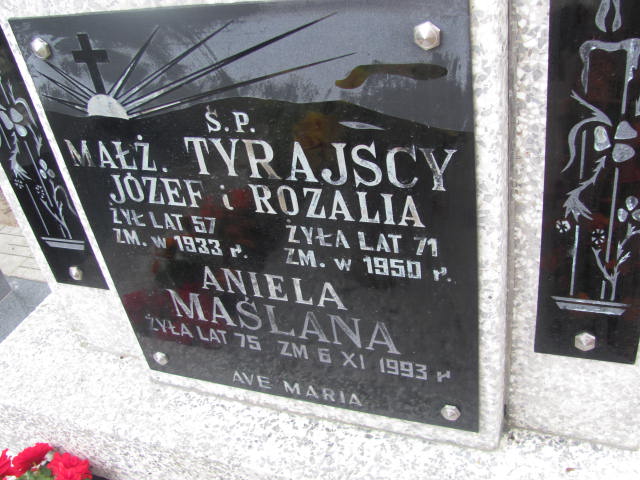 Ś.P.
MAŁŻ. TYRAJSCY
JÓZEF i ROZALIA
ŻYŁ LAT 57 ŻYŁA LAT 71
ZM. w 1933 r. ZM. w 1950 r.
ANIELA
MAŚLANA
ŻYŁA LAT 75 ZM 6 XI 1993 r
AVE MARIA